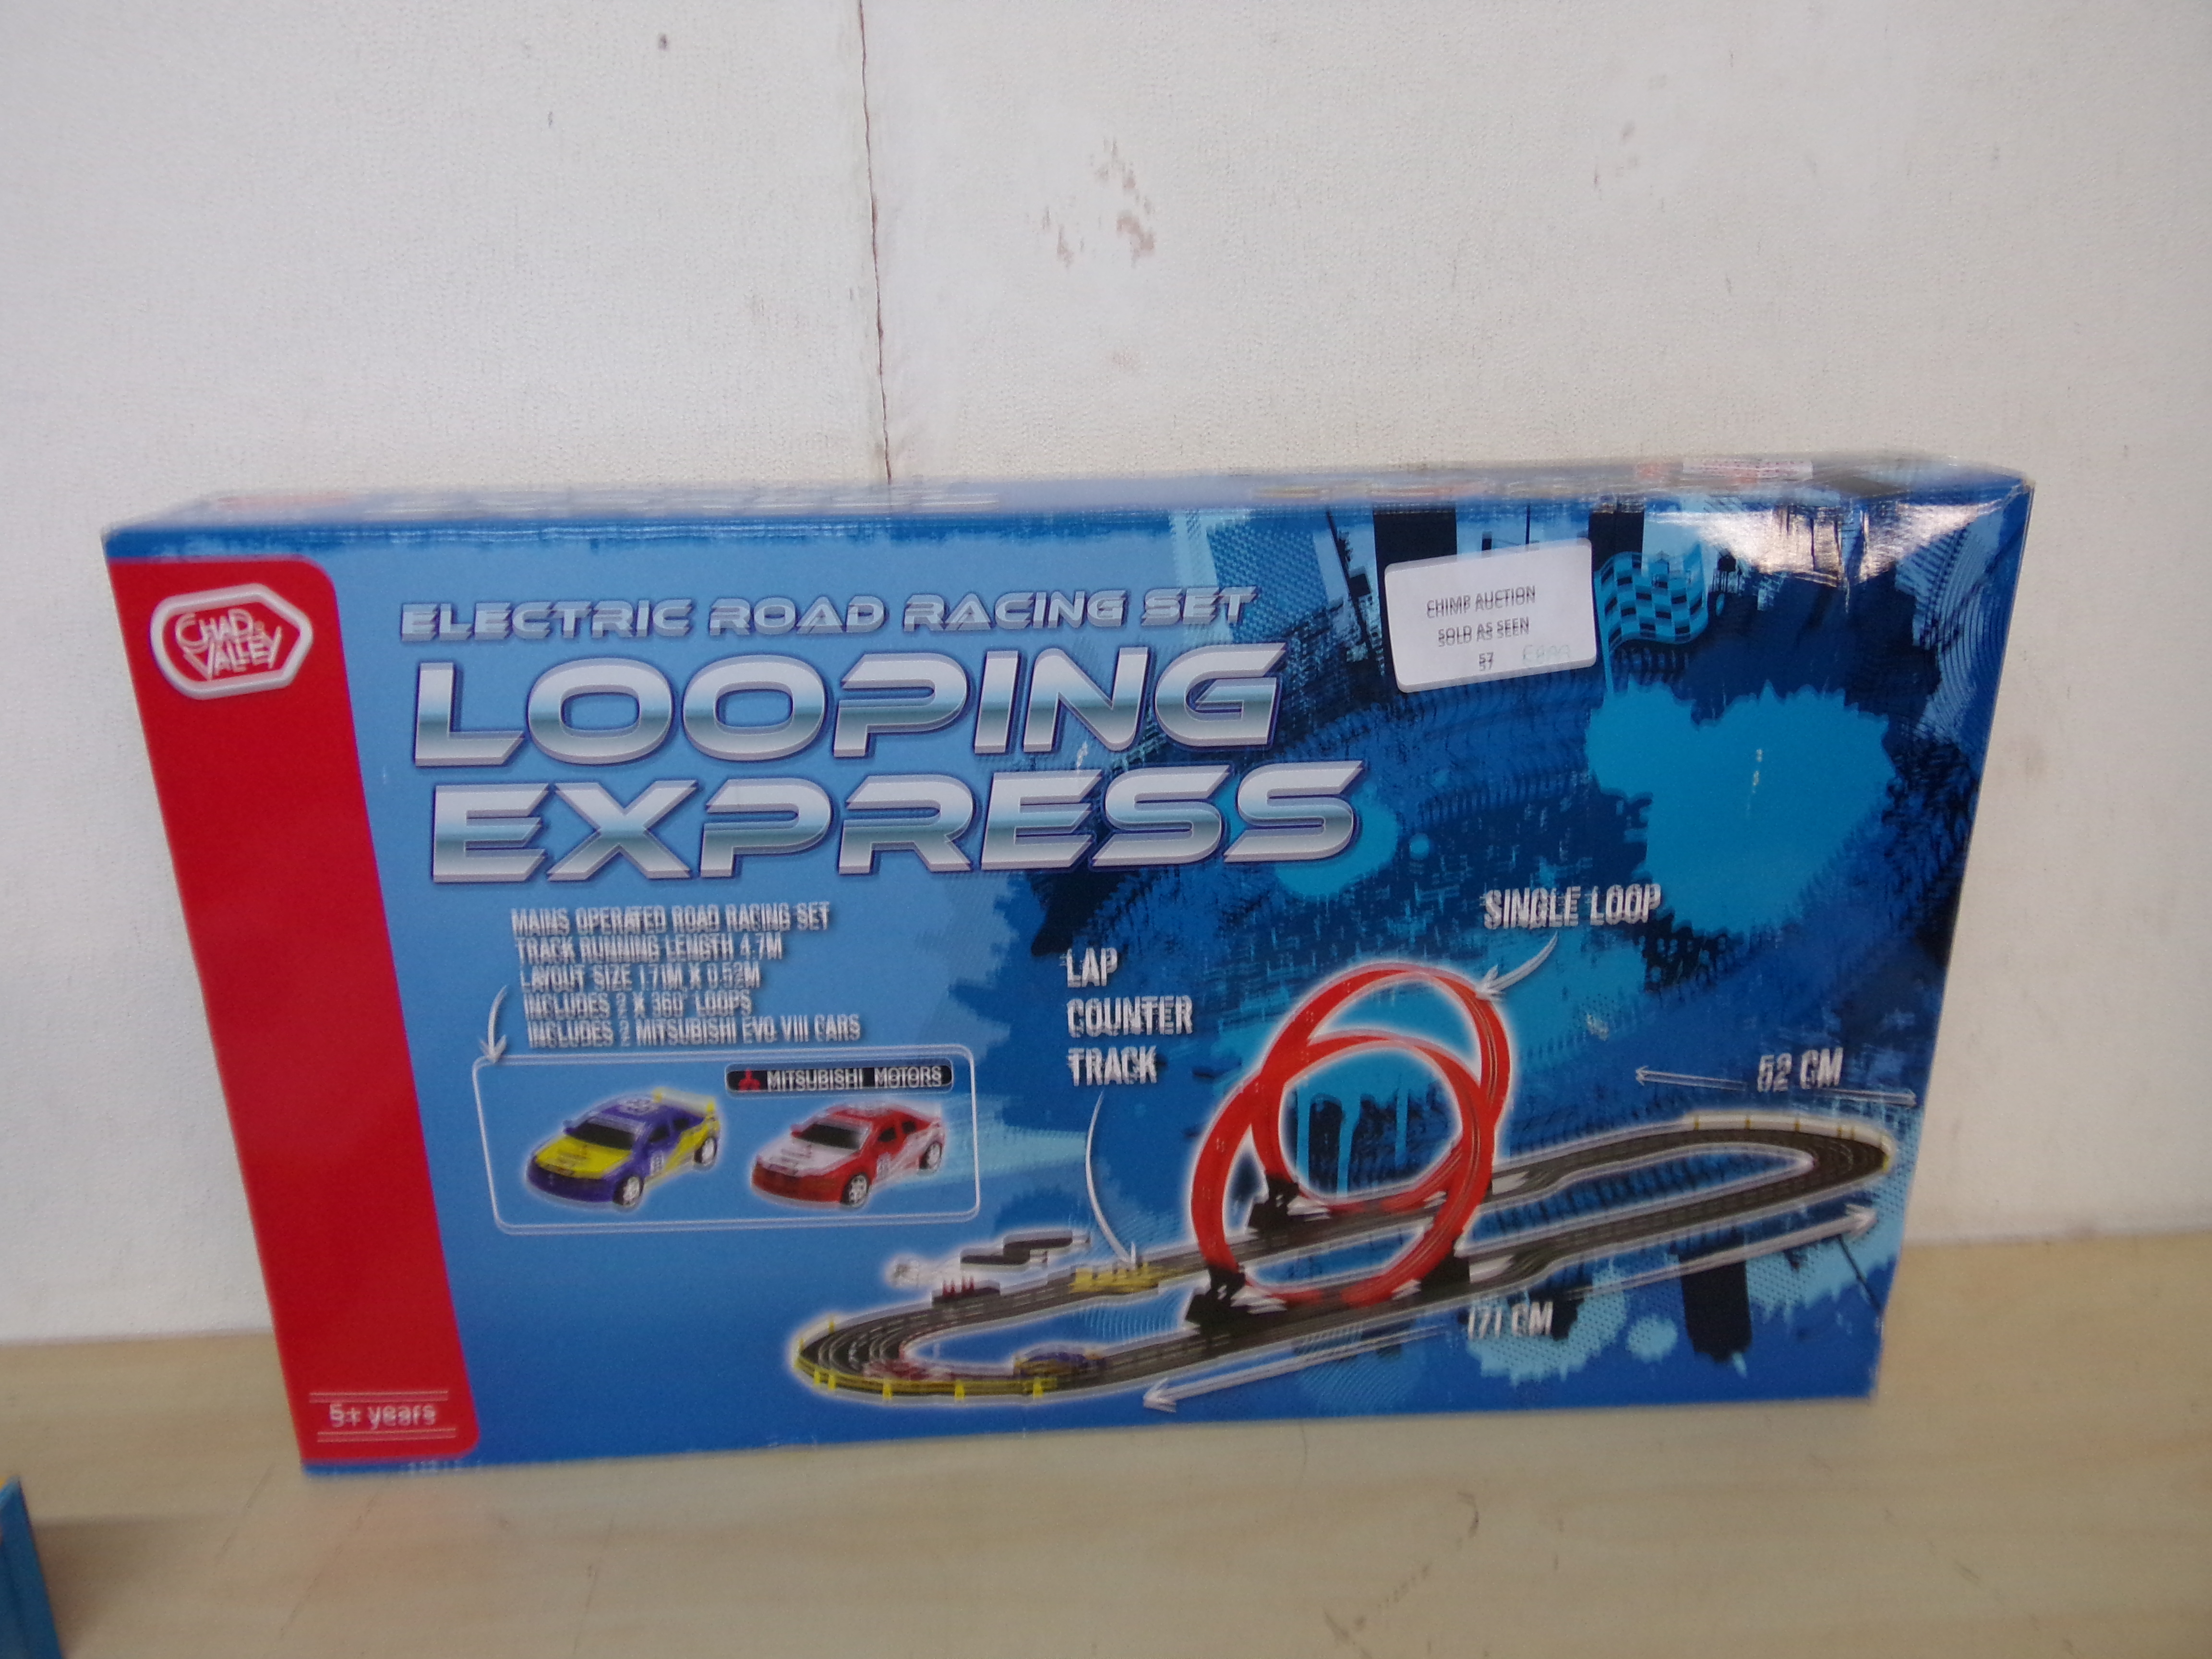 CHAD
VALLEY
ELECTRIC ROAD RACING SET
LOOPING
EXPRESS
CHIMP AUCTION
SOLD AS SEEN
57
MAINS OPERATED ROAD RACING SET
TRACK RUNNING LENGTH 4.7M
LAYOUT SIZE 1.71M X 0.52M
INCLUDES 2 X 360° LOOPS
INCLUDES 2 MITSUBISHI EVO VIII CARS
MITSUBISHI MOTORS
LAP
COUNTER
TRACK
SINGLE LOOP
52 CM
171 CM
5+ years